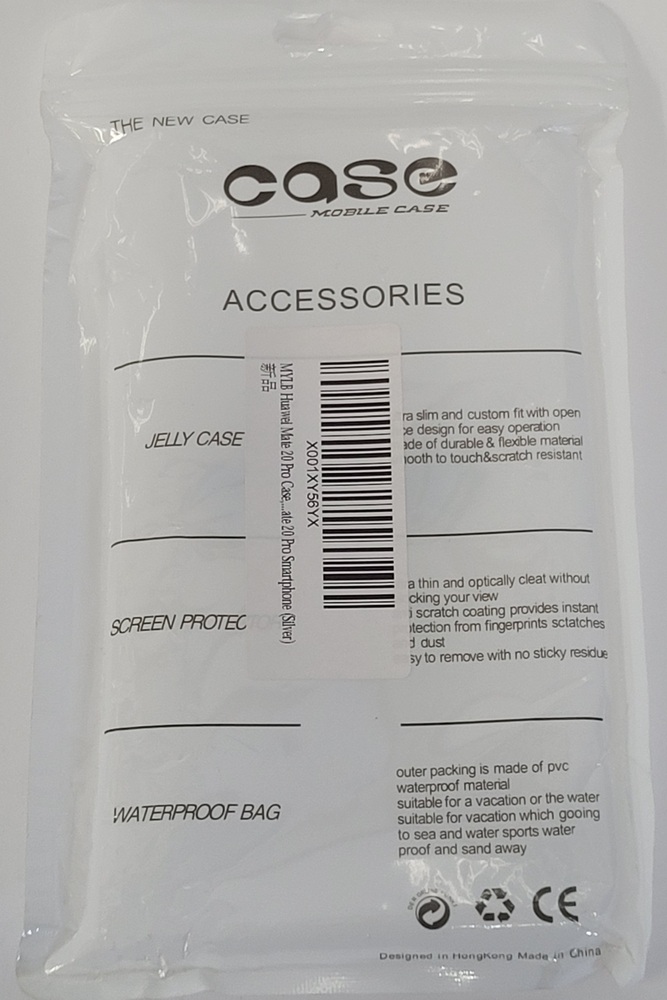 THE NEW CASE
case
MOBILE CASE
ACCESSORIES
MYLB Huawei Mate 20 Pro Case,...ate 20 Pro Smartphone (Silver)
新品
X001XY56YX
JELLY CASE
ra slim and custom fit with open
design for easy operation
ade of durable & flexible material
ooth to touch&scratch resistant
SCREEN PROTECTOR
a thin and optically cleat without
cking your view
i scratch coating provides instant
tection from fingerprints sctatches
d dust
sy to remove with no sticky residue
WATERPROOF BAG
outer packing is made of pvc
waterproof material
suitable for a vacation or the water
suitable for vacation which gooing
to sea and water sports water
proof and sand away
CE
Designed in HongKong Made in China